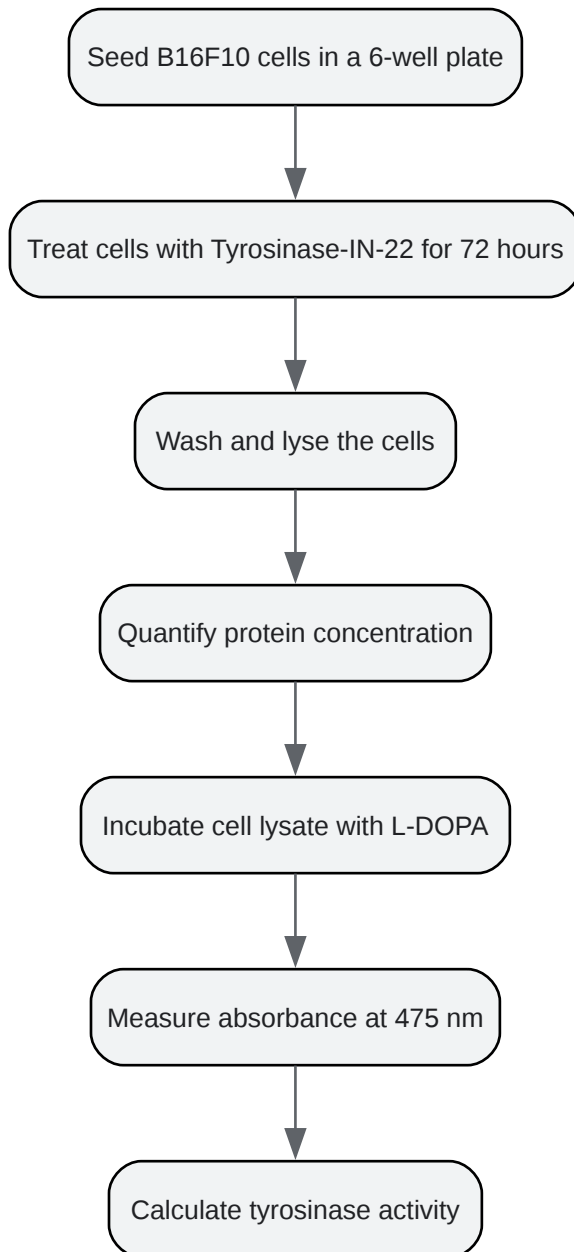 Seed B16F10 cells in a 6-well plate
Treat cells with Tyrosinase-IN-22 for 72 hours
Wash and lyse the cells
Quantify protein concentration
Incubate cell lysate with L-DOPA
Measure absorbance at 475 nm
Calculate tyrosinase activity